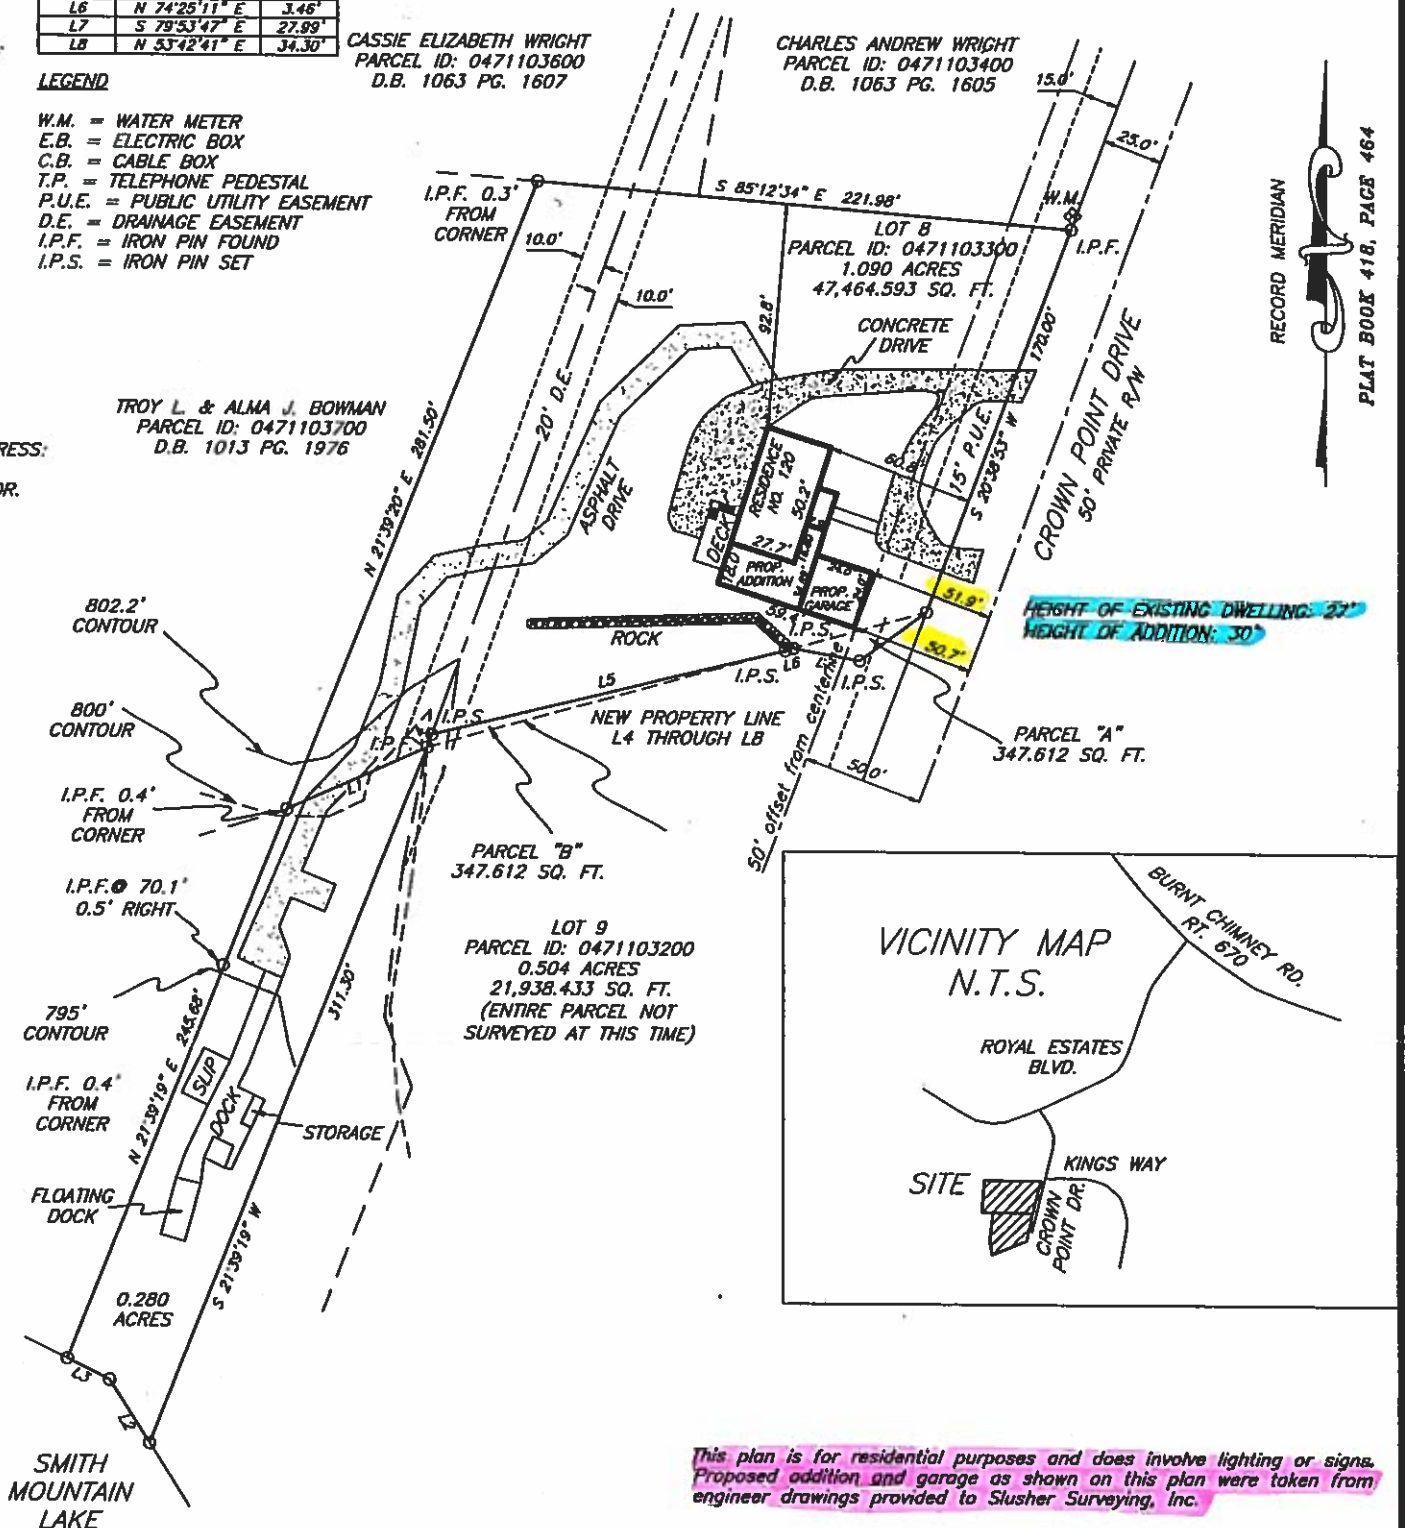 L6 N 74°25'11" E 3.46'
L7 S 79°53'47" E 27.99'
L8 N 53°42'41" E 34.30'
LEGEND
W.M. = WATER METER
E.B. = ELECTRIC BOX
C.B. = CABLE BOX
T.P. = TELEPHONE PEDESTAL
P.U.E. = PUBLIC UTILITY EASEMENT
D.E. = DRAINAGE EASEMENT
I.P.F. = IRON PIN FOUND
I.P.S. = IRON PIN SET
CASSIE ELIZABETH WRIGHT
PARCEL ID: 0471103600
D.B. 1063 PG. 1607
CHARLES ANDREW WRIGHT
PARCEL ID: 0471103400
D.B. 1063 PG. 1605
15.0'
25.0'
RECORD MERIDIAN
PLAT BOOK 418, PAGE 464
I.P.F. 0.3'
FROM
CORNER
S 85°12'34" E 221.98'
W.M.
I.P.F.
10.0'
10.0'
LOT 8
PARCEL ID: 0471103300
1.090 ACRES
47,464.593 SQ. FT.
92.8'
CONCRETE
DRIVE
170.00'
S 20°38'53" W
15' P.U.E.
CROWN POINT DRIVE
50' PRIVATE R/W
TROY L. & ALMA J. BOWMAN
PARCEL ID: 0471103700
D.B. 1013 PG. 1976
RESS:
DR.
N 21°39'20" E 281.50'
20' D.E.
ASPHALT
DRIVE
RESIDENCE
NO. 120
50.2'
60.8'
DECK
27.7'
18.0'
PROP.
ADDITION
PROP.
GARAGE
51.9'
50.7'
HEIGHT OF EXISTING DWELLING: 27'
HEIGHT OF ADDITION: 30'
802.2'
CONTOUR
ROCK
I.P.S.
L6
I.P.S.
I.P.S.
L5
800'
CONTOUR
I.P.S.
I.P.F.
L1
NEW PROPERTY LINE
L4 THROUGH L8
50' offset from centerline
50.0'
PARCEL "A"
347.612 SQ. FT.
I.P.F. 0.4'
FROM
CORNER
PARCEL "B"
347.612 SQ. FT.
I.P.F.@ 70.1'
0.5' RIGHT
LOT 9
PARCEL ID: 0471103200
0.504 ACRES
21,938.433 SQ. FT.
(ENTIRE PARCEL NOT
SURVEYED AT THIS TIME)
795'
CONTOUR
311.30'
S 21°39'19" W
N 21°39'19" E 245.68'
I.P.F. 0.4'
FROM
CORNER
SLIP
DOCK
STORAGE
FLOATING
DOCK
0.280
ACRES
L3
L2
SMITH
MOUNTAIN
LAKE
VICINITY MAP
N.T.S.
BURNT CHIMNEY RD.
RT. 670
ROYAL ESTATES
BLVD.
KINGS WAY
SITE
CROWN
POINT DR.
This plan is for residential purposes and does involve lighting or signs.
Proposed addition and garage as shown on this plan were taken from
engineer drawings provided to Slusher Surveying, Inc.